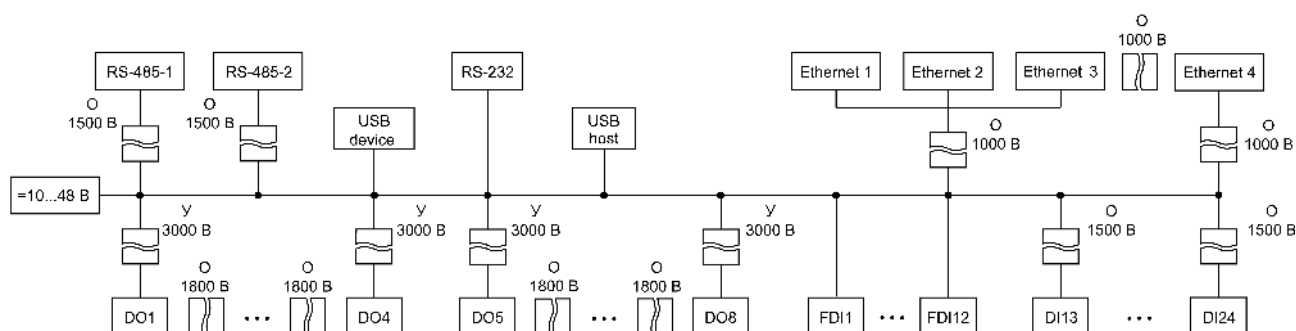 О
1000 В
RS-485-1
RS-485-2
RS-232
Ethernet 1
Ethernet 2
Ethernet 3
Ethernet 4
О
1500 В
О
1500 В
USB
device
USB
host
О
1000 В
О
1000 В
=10...48 В
У
3000 В
У
3000 В
У
3000 В
У
3000 В
О
1500 В
О
1500 В
О
1800 В
О
1800 В
О
1800 В
О
1800 В
DO1
...
DO4
DO5
...
DO8
FDI1
...
FDI12
DI13
...
DI24